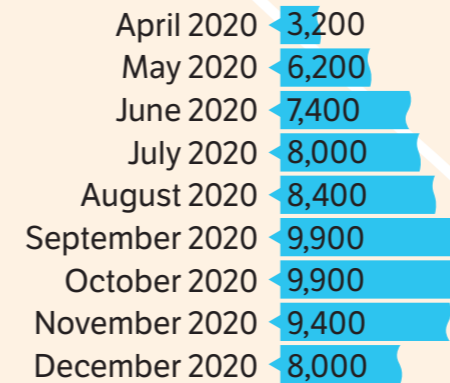 April 2020 3,200
May 2020 6,200
June 2020 7,400
July 2020 8,000
August 2020 8,400
September 2020 9,900
October 2020 9,900
November 2020 9,400
December 2020 8,000